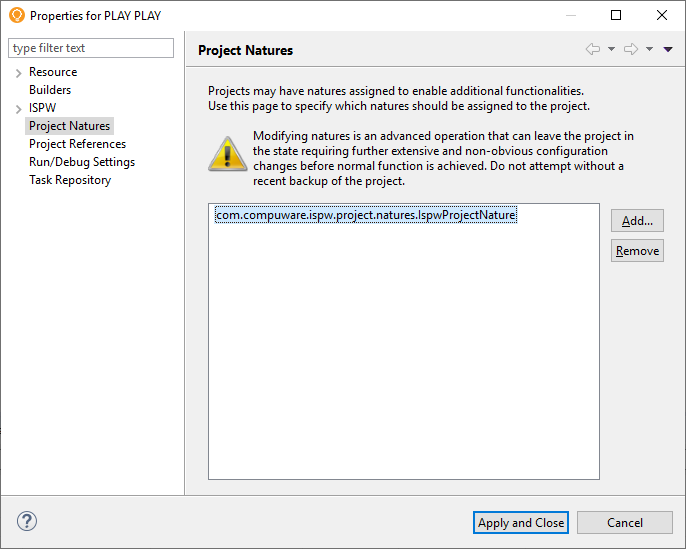 Properties for PLAY PLAY
type filter text
Resource
Builders
ISPW
Project Natures
Project References
Run/Debug Settings
Task Repository
Project Natures
Projects may have natures assigned to enable additional functionalities.
Use this page to specify which natures should be assigned to the project.
Modifying natures is an advanced operation that can leave the project in
the state requiring further extensive and non-obvious configuration
changes before normal function is achieved. Do not attempt without a
recent backup of the project.
com.compuware.ispw.project.natures.IspwProjectNature
Add...
Remove
?
Apply and Close
Cancel